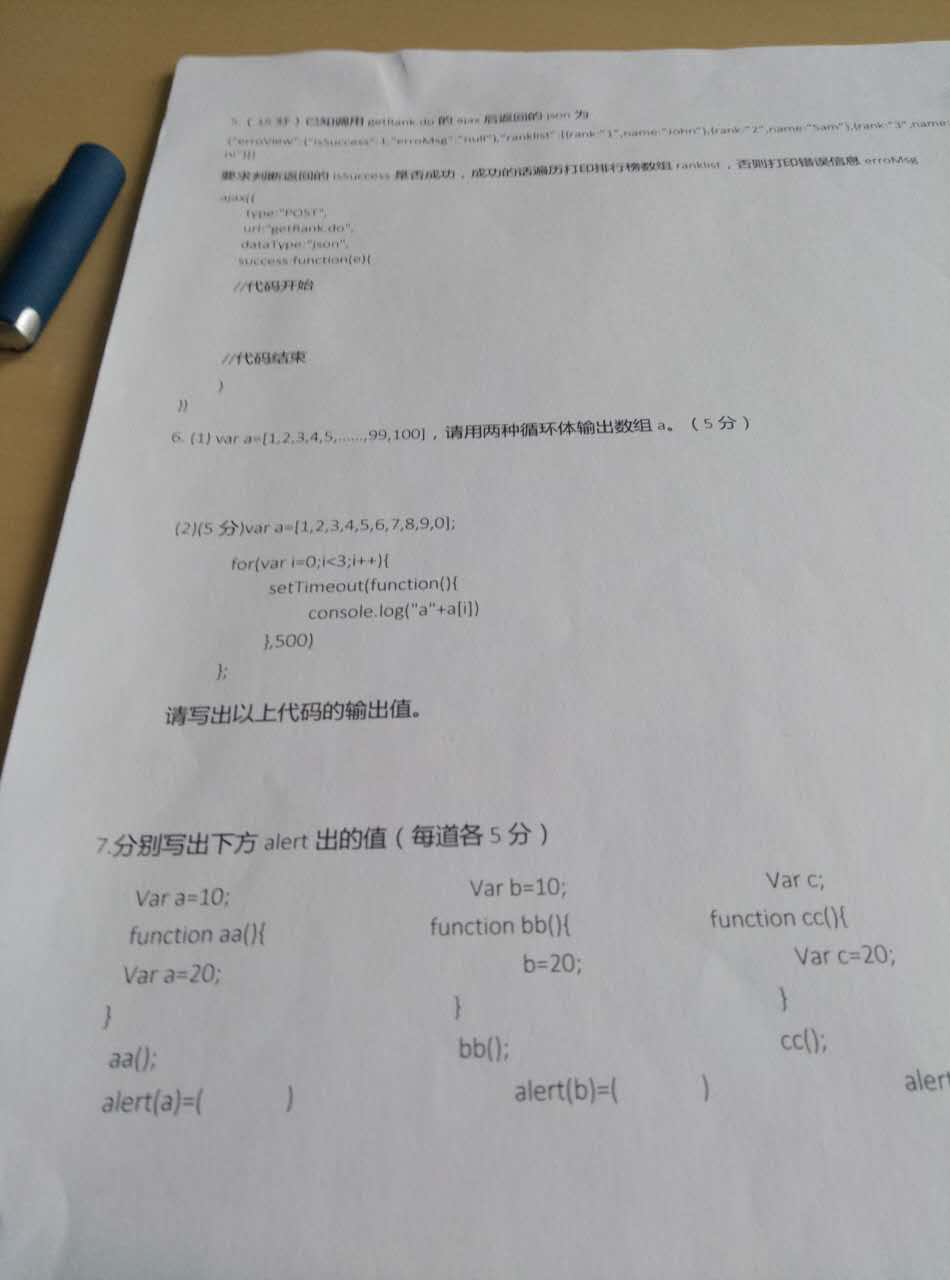 5.（15 分）已知调用 getRank.do 的 ajax 后返回的 json 为
{"erroView":{"isSuccess":1,"erroMsg":"null"},"ranklist":[{rank:"1",name:"John"},{rank:"2",name:"Sam"},{rank:"3",name:
"}]}
要求判断返回的 isSuccess 是否成功，成功的话遍历打印排行榜数组 ranklist，否则打印错误信息 erroMsg
ajax({
type:"POST",
url:"getRank.do",
dataType:"json",
success:function(e){
//代码开始
//代码结束
}
})
6. (1) var a=[1,2,3,4,5,......,99,100]，请用两种循环体输出数组 a。（5 分）
(2)(5 分)var a=[1,2,3,4,5,6,7,8,9,0];
for(var i=0;i<3;i++){
setTimeout(function(){
console.log("a"+a[i])
},500)
};
请写出以上代码的输出值。
7.分别写出下方 alert 出的值（每道各 5 分）
Var a=10; Var b=10; Var c;
function aa(){ function bb(){ function cc(){
Var a=20; b=20; Var c=20;
} } }
aa(); bb(); cc();
alert(a)=( ) alert(b)=( ) alert